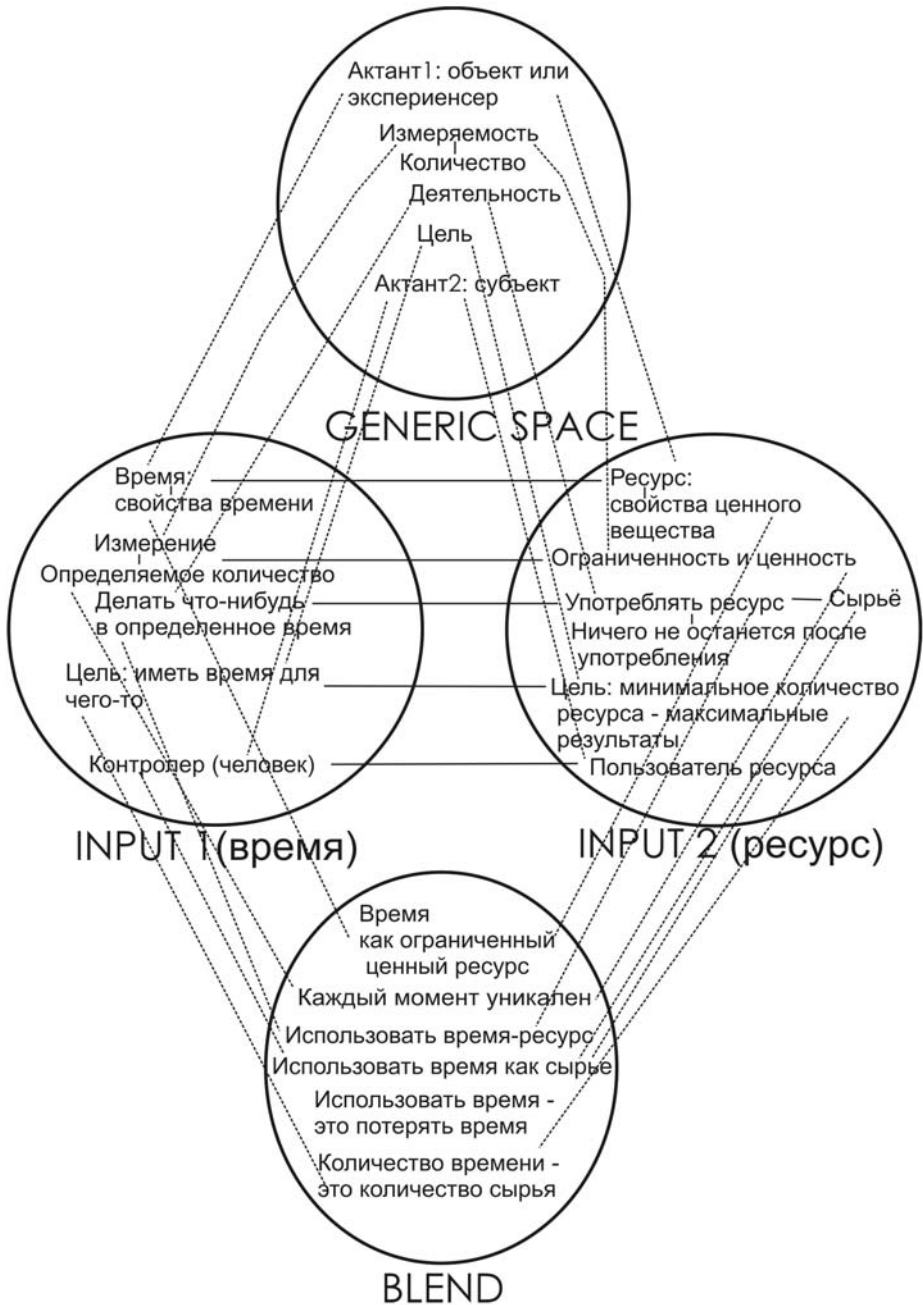 Актант1: объект или
экспериенсер
Измеряемость
Количество
Деятельность
Цель
Актант2: субъект
GENERIC SPACE
Время:
свойства времени
Измерение
Определяемое количество
Делать что-нибудь
в определенное время
Цель: иметь время для
чего-то
Контролер (человек)
INPUT 1(время)
Ресурс:
свойства ценного
вещества
Ограниченность и ценность
Употреблять ресурс
Сырьё
Ничего не останется после
употребления
Цель: минимальное количество
ресурса - максимальные
результаты
Пользователь ресурса
INPUT 2 (ресурс)
Время
как ограниченный
ценный ресурс
Каждый момент уникален
Использовать время-ресурс
Использовать время как сырьё
Использовать время -
это потерять время
Количество времени -
это количество сырья
BLEND